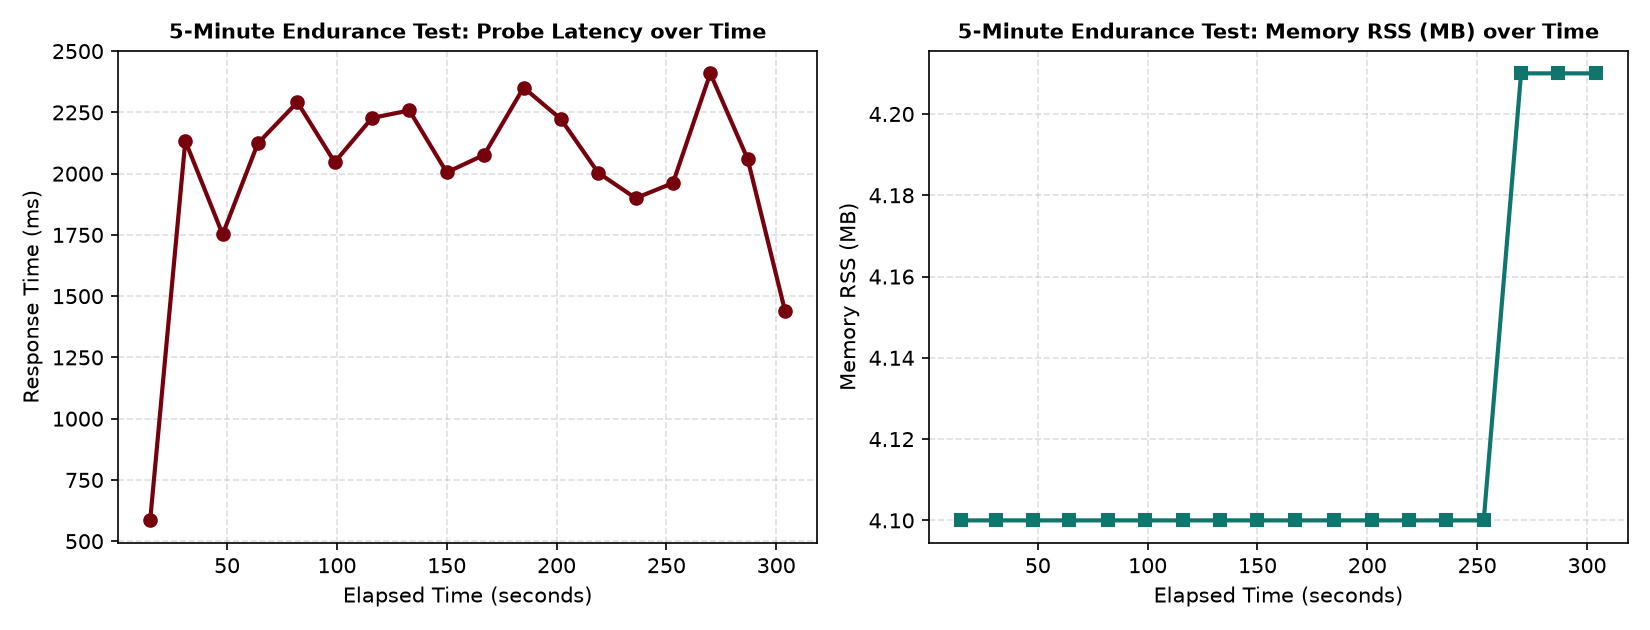 5-Minute Endurance Test: Probe Latency over Time
Response Time (ms)
2500
2250
2000
1750
1500
1250
1000
750
500
50 100 150 200 250 300
Elapsed Time (seconds)
5-Minute Endurance Test: Memory RSS (MB) over Time
Memory RSS (MB)
4.20
4.18
4.16
4.14
4.12
4.10
50 100 150 200 250 300
Elapsed Time (seconds)